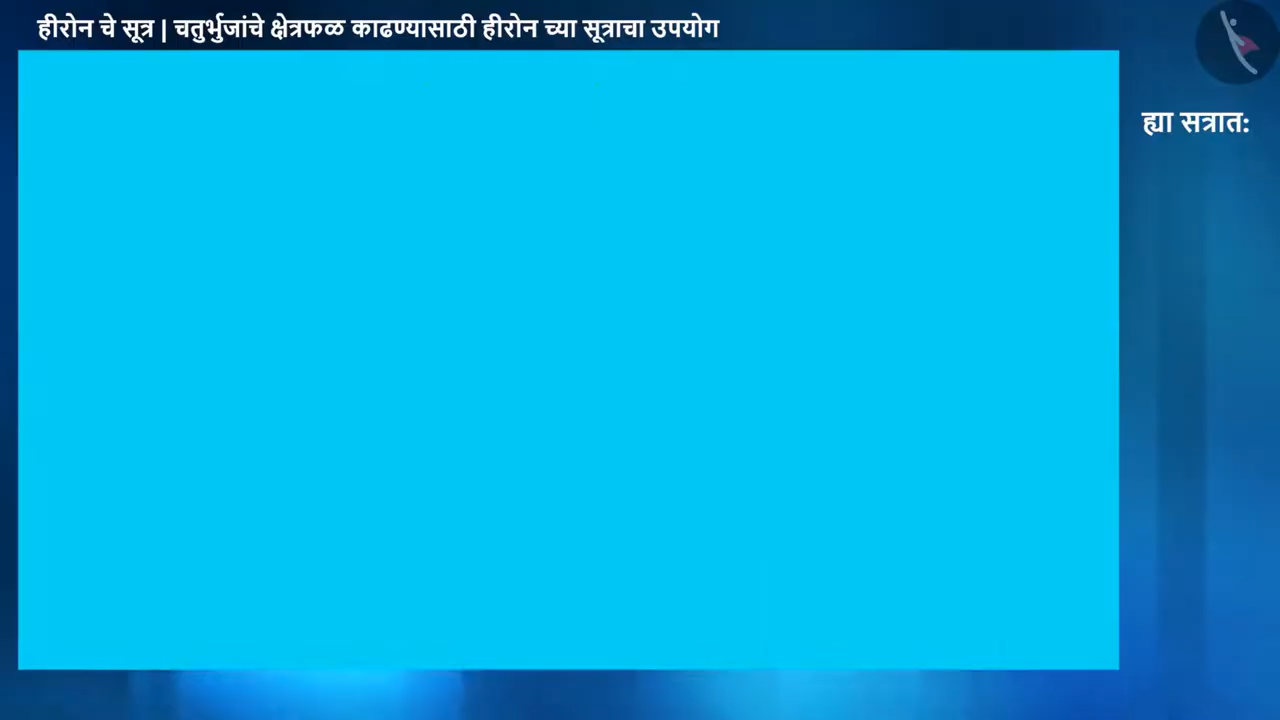 हीरोन चे सूत्र | चतुर्भुजांचे क्षेत्रफळ काढण्यासाठी हीरोन च्या सूत्राचा उपयोग
ह्या सत्रात: